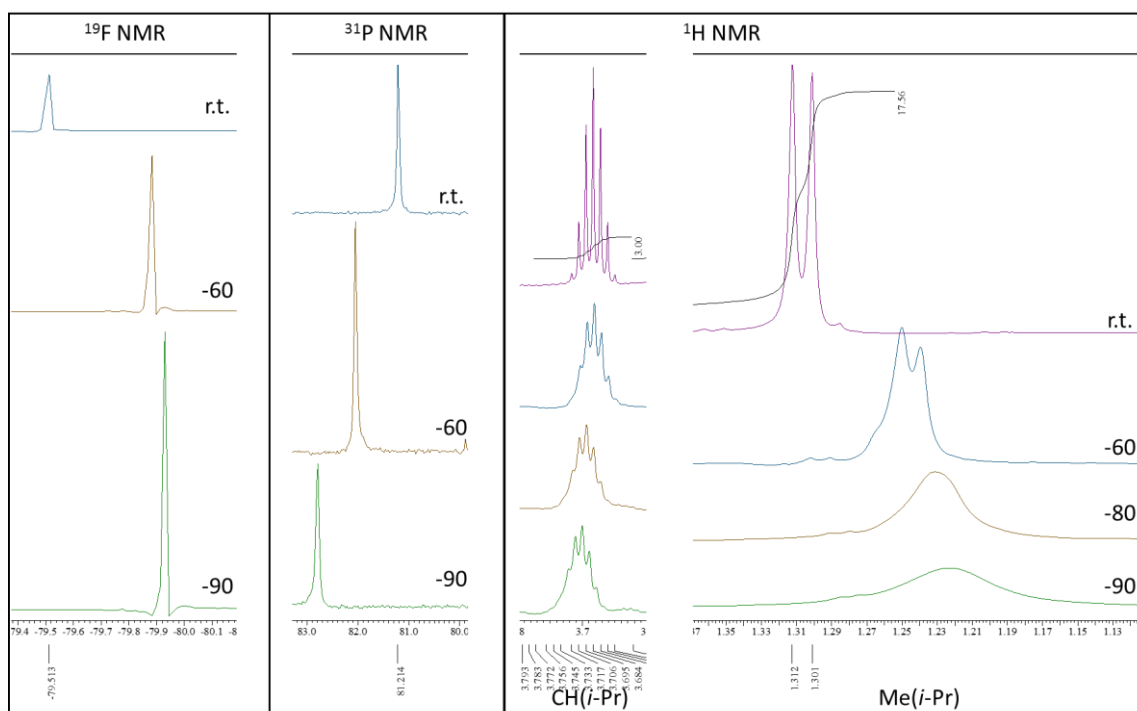 ¹⁹F NMR
r.t.
-60
-90
79.4 -79.5 -79.6 -79.7 -79.8 -79.9 -80.0 -80.1 -8
-79.513
³¹P NMR
r.t.
-60
-90
83.0 82.0 81.0 80.0
81.214
¹H NMR
3.00
8 3.7 3
3.793
3.783
3.772
3.756
3.745
3.733
3.717
3.706
3.695
3.684
CH(i-Pr)
17.56
r.t.
-60
-80
-90
37 1.35 1.33 1.31 1.29 1.27 1.25 1.23 1.21 1.19 1.17 1.15 1.13
1.312
1.301
Me(i-Pr)